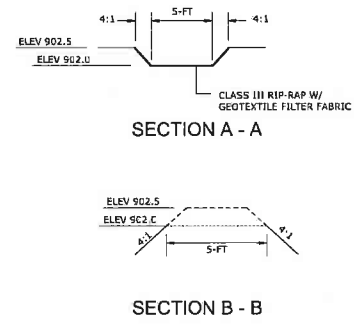 5-FT
4:1 4:1
ELEV 902.5
ELEV 902.0
CLASS III RIP-RAP W/
GEOTEXTILE FILTER FABRIC
SECTION A - A
ELEV 902.5
ELEV 902.0
4:1 4:1
5-FT
SECTION B - B